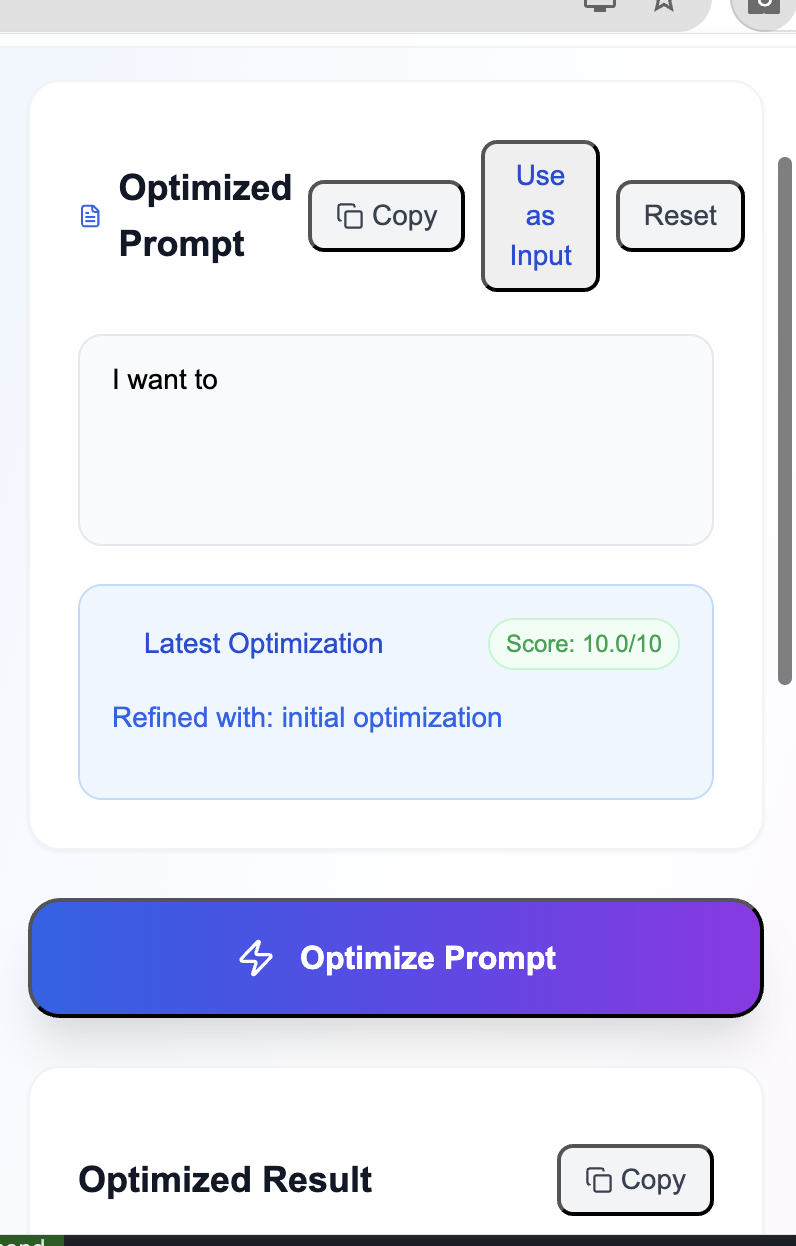 Optimized
Prompt
Copy
Use
as
Input
Reset
I want to
Latest Optimization
Score: 10.0/10
Refined with: initial optimization
Optimize Prompt
Optimized Result
Copy